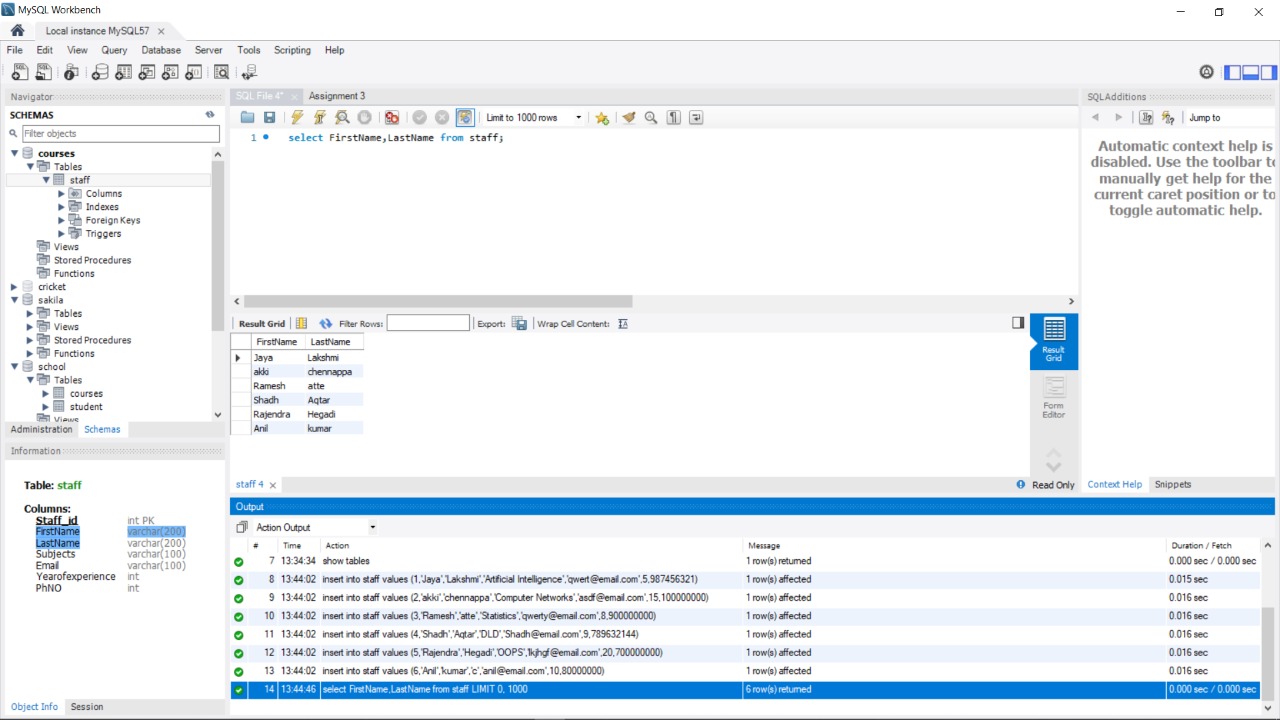 MySQL Workbench
Local instance MySQL57
File Edit View Query Database Server Tools Scripting Help
Navigator
SCHEMAS
Filter objects
courses
Tables
staff
Columns
Indexes
Foreign Keys
Triggers
Views
Stored Procedures
Functions
cricket
sakila
Tables
Views
Stored Procedures
Functions
school
Tables
courses
student
Views
Administration Schemas
Information
Table: staff
Columns:
Staff_id int PK
FirstName varchar(200)
LastName varchar(200)
Subjects varchar(100)
Email varchar(100)
Yearofexperience int
PhNO int
Object Info Session
SQL File 4* Assignment 3
Limit to 1000 rows
1 select FirstName,LastName from staff;
Result Grid Filter Rows: Export: Wrap Cell Content:
FirstName LastName
Jaya Lakshmi
akki chennappa
Ramesh atte
Shadh Aqtar
Rajendra Hegadi
Anil kumar
Result
Grid
Form
Editor
staff 4 Read Only
SQLAdditions
Jump to
Automatic context help is
disabled. Use the toolbar to
manually get help for the
current caret position or to
toggle automatic help.
Context Help Snippets
Output
Action Output
# Time Action Message Duration / Fetch
7 13:34:34 show tables 1 row(s) returned 0.000 sec / 0.000 sec
8 13:44:02 insert into staff values (1,'Jaya','Lakshmi','Artificial Intelligence','qwert@email.com',5,987456321) 1 row(s) affected 0.015 sec
9 13:44:02 insert into staff values (2,'akki','chennappa','Computer Networks','asdf@email.com',15,100000000) 1 row(s) affected 0.016 sec
10 13:44:02 insert into staff values (3,'Ramesh','atte','Statistics','qwerty@email.com',8,900000000) 1 row(s) affected 0.016 sec
11 13:44:02 insert into staff values (4,'Shadh','Aqtar','DLD','Shadh@email.com',9,789632144) 1 row(s) affected 0.016 sec
12 13:44:02 insert into staff values (5,'Rajendra','Hegadi','OOPS','lkjhgf@email.com',20,700000000) 1 row(s) affected 0.016 sec
13 13:44:02 insert into staff values (6,'Anil','kumar','c','anil@email.com',10,80000000) 1 row(s) affected 0.016 sec
14 13:44:46 select FirstName,LastName from staff LIMIT 0, 1000 6 row(s) returned 0.000 sec / 0.000 sec